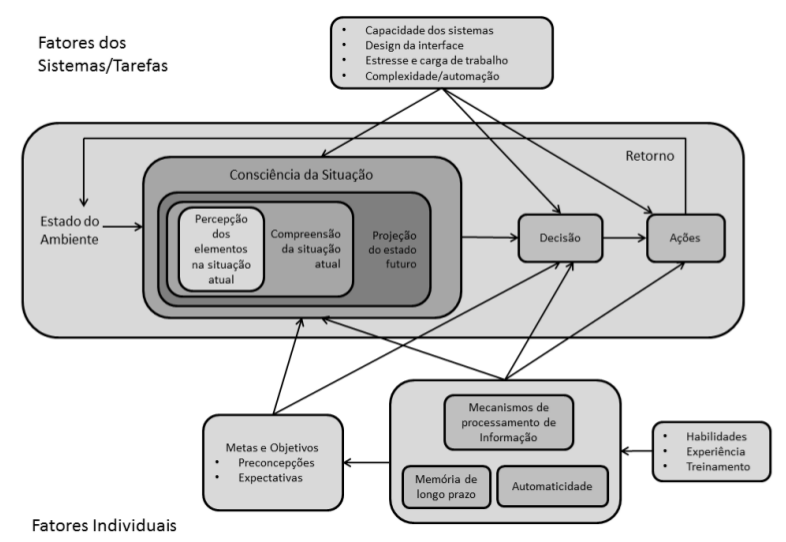 Fatores dos
Sistemas/Tarefas
• Capacidade dos sistemas
• Design da interface
• Estresse e carga de trabalho
• Complexidade/automação
Retorno
Consciência da Situação
Estado do
Ambiente
Percepção
dos
elementos
na situação
atual
Compreensão
da situação
atual
Projeção
do estado
futuro
Decisão
Ações
Metas e Objetivos
• Preconcepções
• Expectativas
Mecanismos de
processamento de
Informação
Memória de
longo prazo
Automaticidade
• Habilidades
• Experiência
• Treinamento
Fatores Individuais